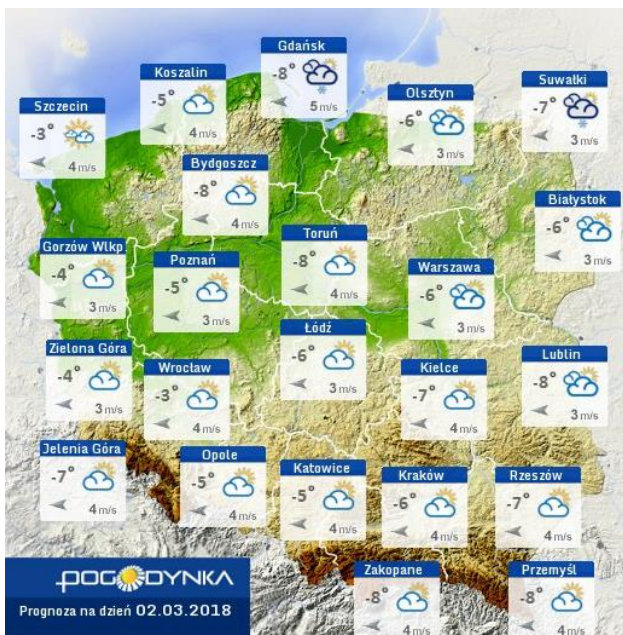 Gdańsk
-8°
5 m/s
Koszalin
-5°
4 m/s
Suwałki
-7°
3 m/s
Olsztyn
-6°
3 m/s
Szczecin
-3°
4 m/s
Bydgoszcz
-8°
4 m/s
Białystok
-6°
3 m/s
Toruń
-8°
4 m/s
Gorzów Wlkp
-4°
3 m/s
Poznań
-5°
3 m/s
Warszawa
-6°
3 m/s
Łódź
-6°
3 m/s
Zielona Góra
-4°
3 m/s
Wrocław
-3°
4 m/s
Kielce
-7°
4 m/s
Lublin
-8°
3 m/s
Jelenia Góra
-7°
4 m/s
Opole
-5°
4 m/s
Katowice
-5°
4 m/s
Kraków
-6°
4 m/s
Rzeszów
-7°
4 m/s
Zakopane
-8°
4 m/s
Przemyśl
-8°
4 m/s
POGODYNKA
Prognoza na dzień 02.03.2018